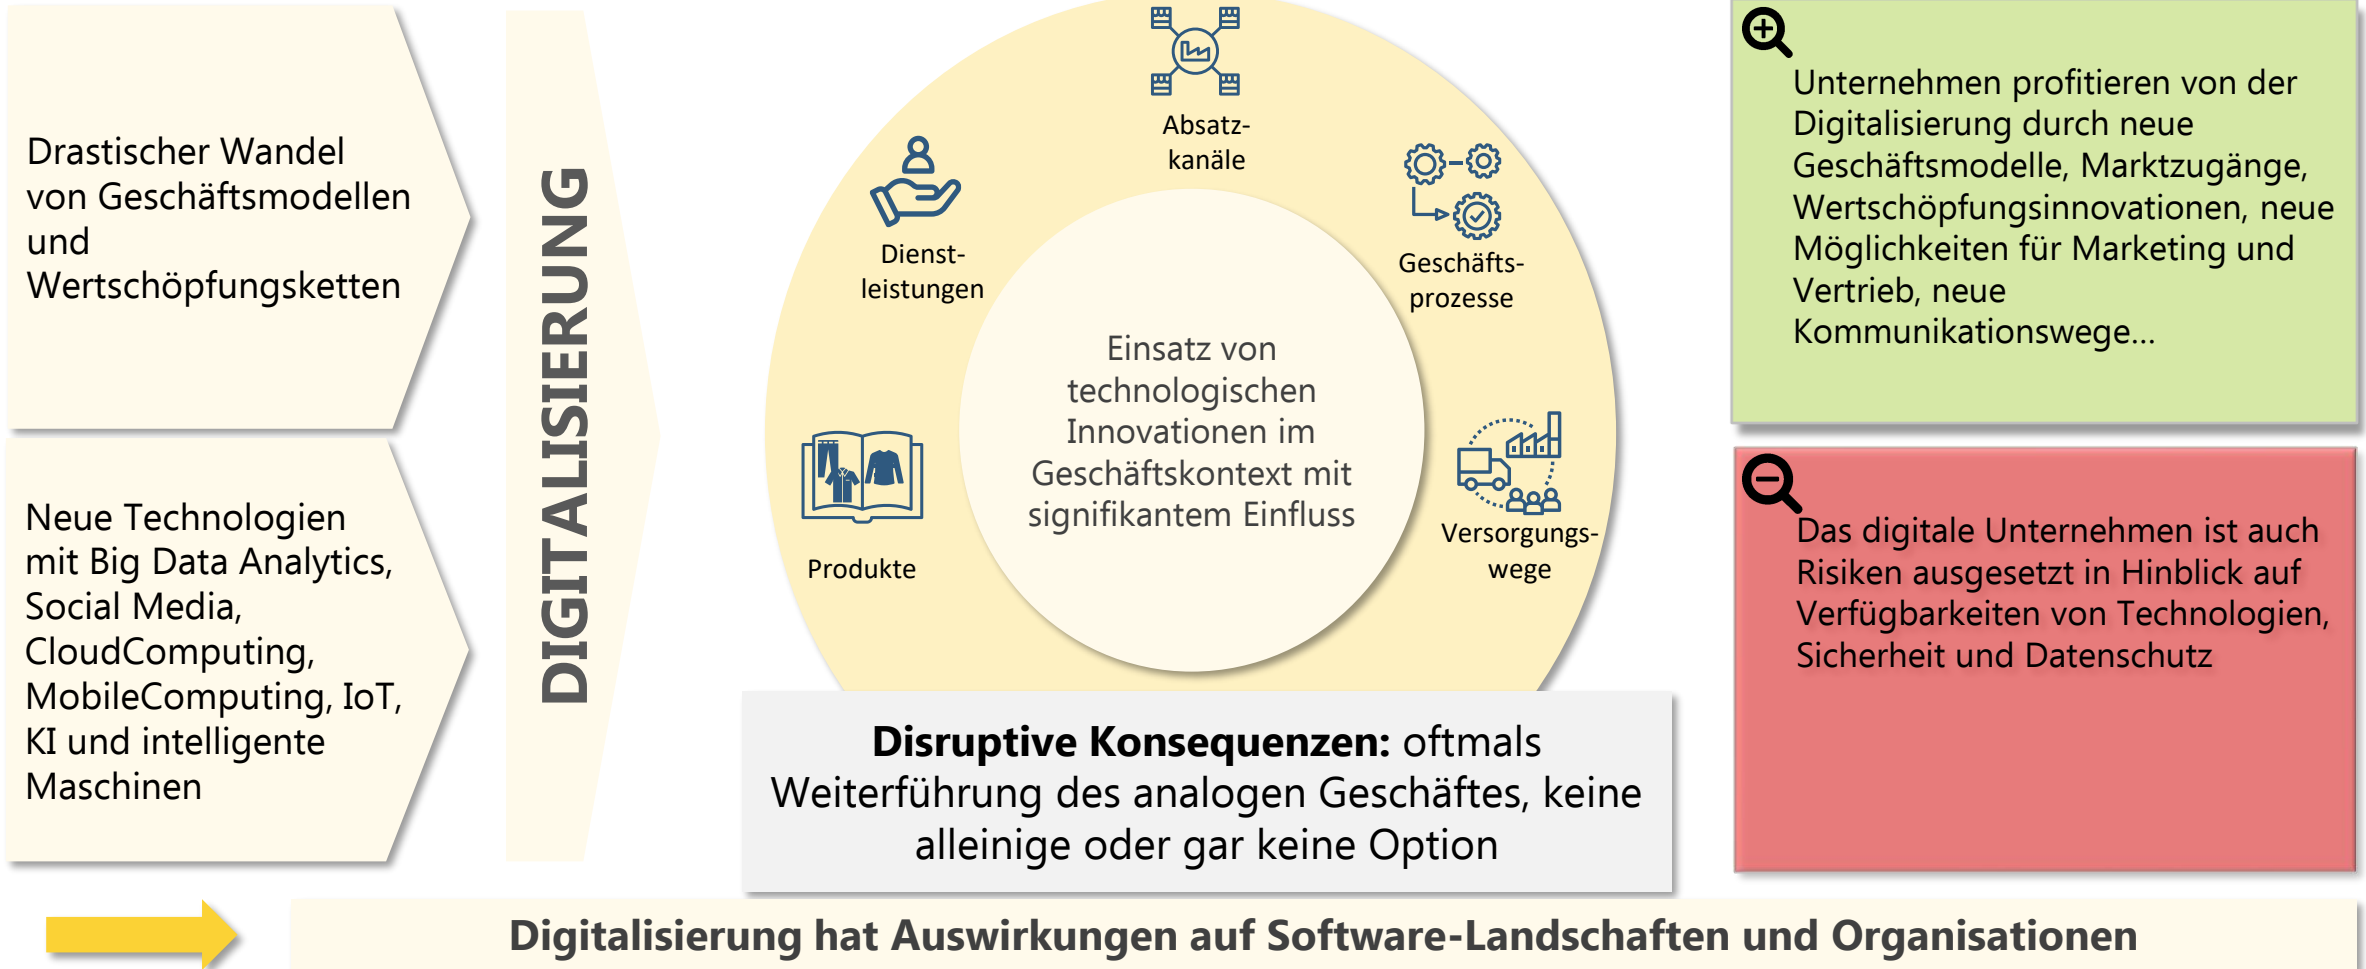 Drastischer Wandel
von Geschäftsmodellen
und
Wertschöpfungsketten
Neue Technologien
mit Big Data Analytics,
Social Media,
CloudComputing,
MobileComputing, IoT,
KI und intelligente
Maschinen
DIGITALISIERUNG
Absatz-
kanäle
Dienst-
leistungen
Geschäfts-
prozesse
Produkte
Versorgungs-
wege
Einsatz von
technologischen
Innovationen im
Geschäftskontext mit
signifikantem Einfluss
Disruptive Konsequenzen: oftmals
Weiterführung des analogen Geschäftes, keine
alleinige oder gar keine Option
Unternehmen profitieren von der
Digitalisierung durch neue
Geschäftsmodelle, Marktzugänge,
Wertschöpfungsinnovationen, neue
Möglichkeiten für Marketing und
Vertrieb, neue
Kommunikationswege...
Das digitale Unternehmen ist auch
Risiken ausgesetzt in Hinblick auf
Verfügbarkeiten von Technologien,
Sicherheit und Datenschutz
Digitalisierung hat Auswirkungen auf Software-Landschaften und Organisationen